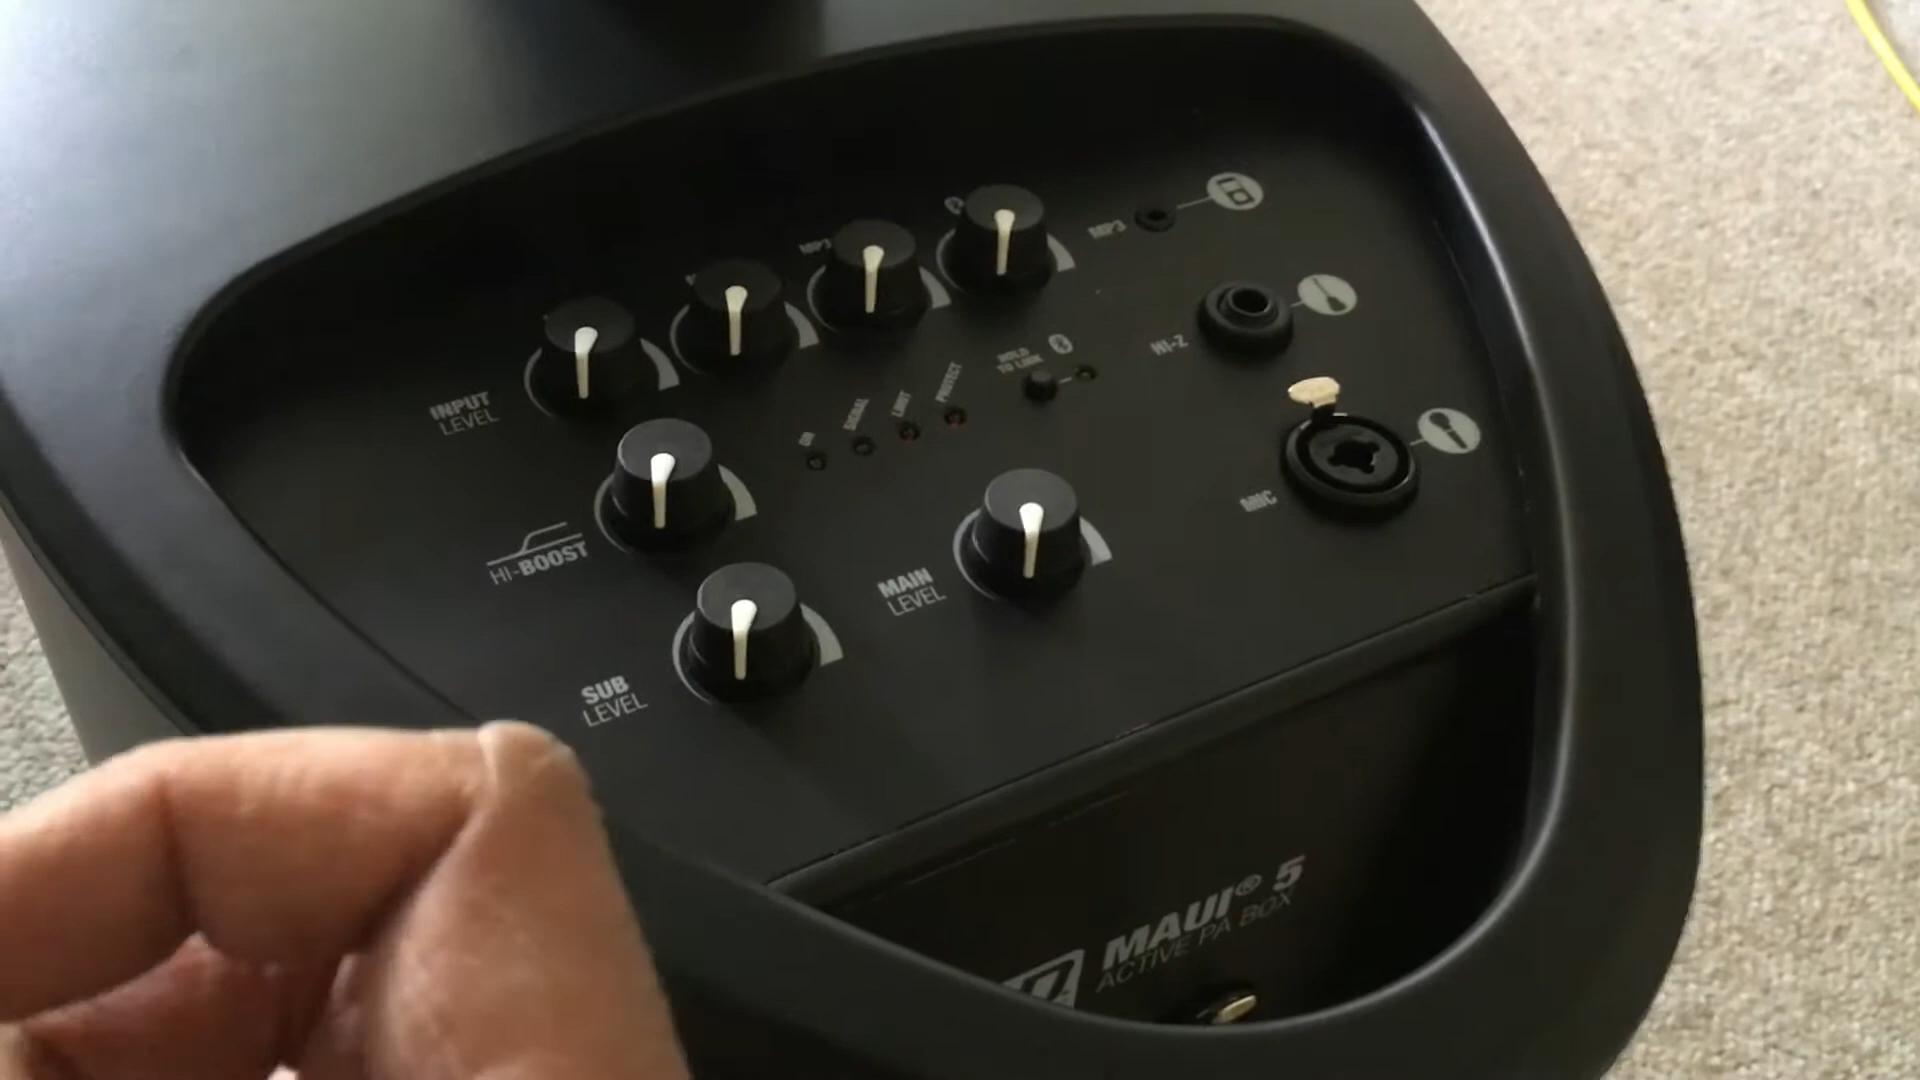 MP3
MP3
INPUT
LEVEL
HOLD
TO LINK
HI-Z
ON
SIGNAL
LIMIT
PROTECT
MIC
HI-BOOST
MAIN
LEVEL
SUB
LEVEL
MAUI® 5
ACTIVE PA BOX